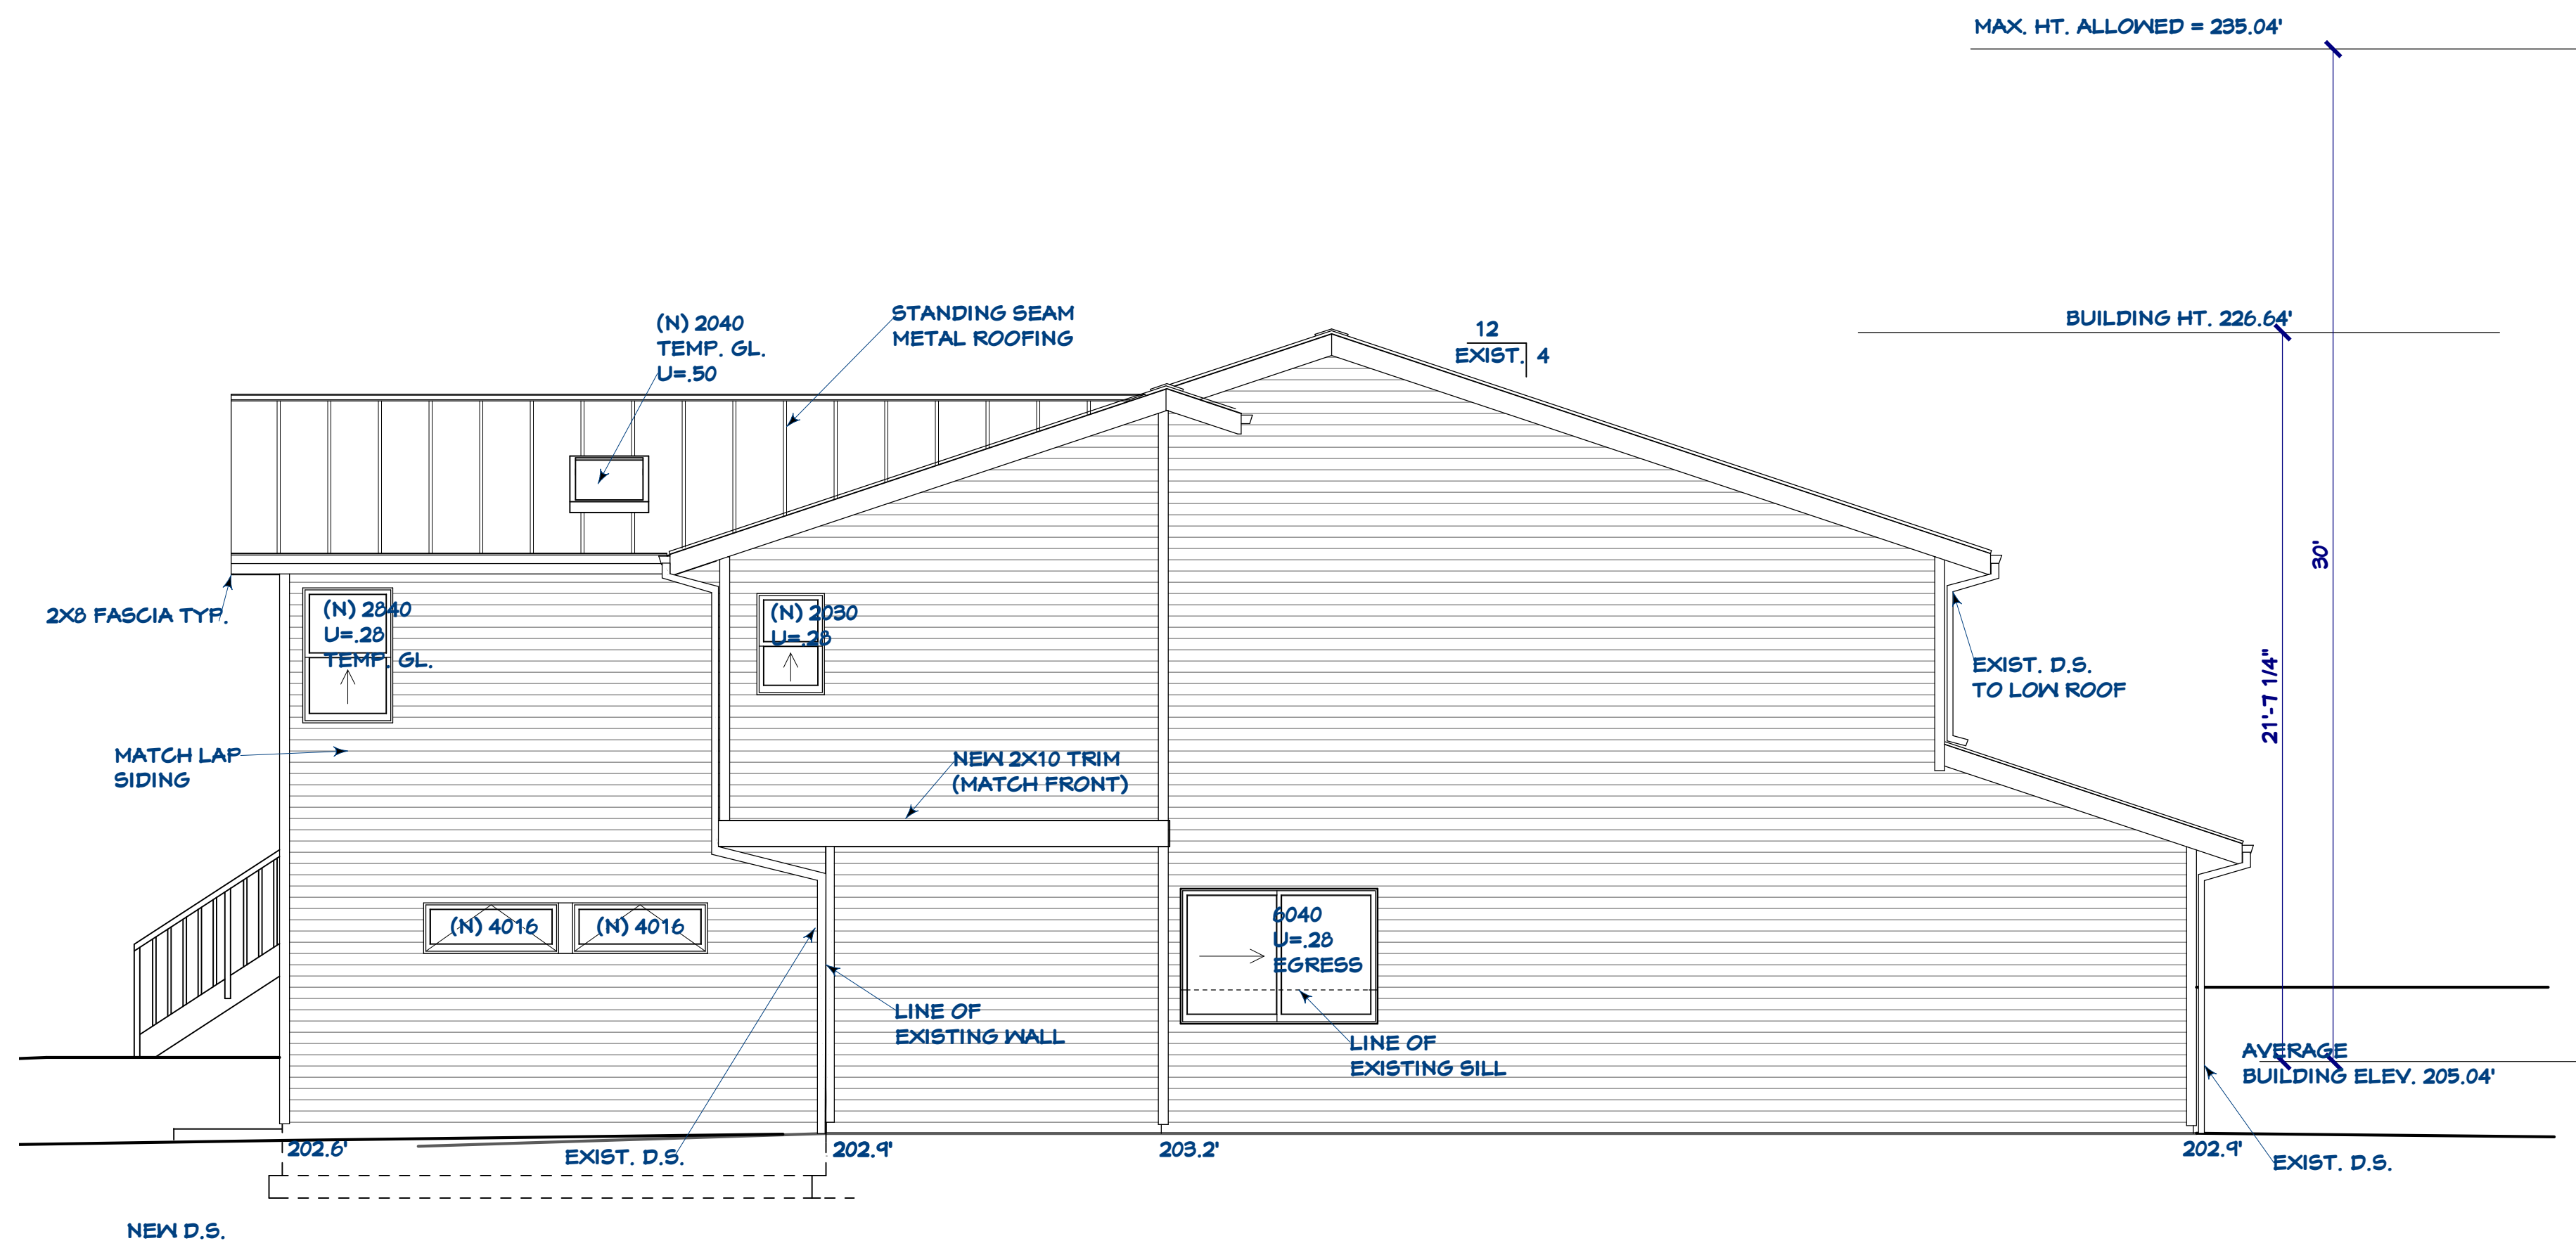 MAX. HT. ALLOWED = 235.04'
BUILDING HT. 226.64'
(N) 2040
TEMP. GL.
U=.50
STANDING SEAM
METAL ROOFING
12
EXIST. 4
30'
21'-7 1/4"
2X8 FASCIA TYP.
(N) 2840
U=.28
TEMP. GL.
(N) 2030
U=.28
EXIST. D.S.
TO LOW ROOF
MATCH LAP
SIDING
NEW 2X10 TRIM
(MATCH FRONT)
(N) 4016
(N) 4016
6040
U=.28
EGRESS
LINE OF
EXISTING WALL
LINE OF
EXISTING SILL
AVERAGE
BUILDING ELEV. 205.04'
202.6'
EXIST. D.S.
202.9'
203.2'
202.9'
EXIST. D.S.
NEW D.S.